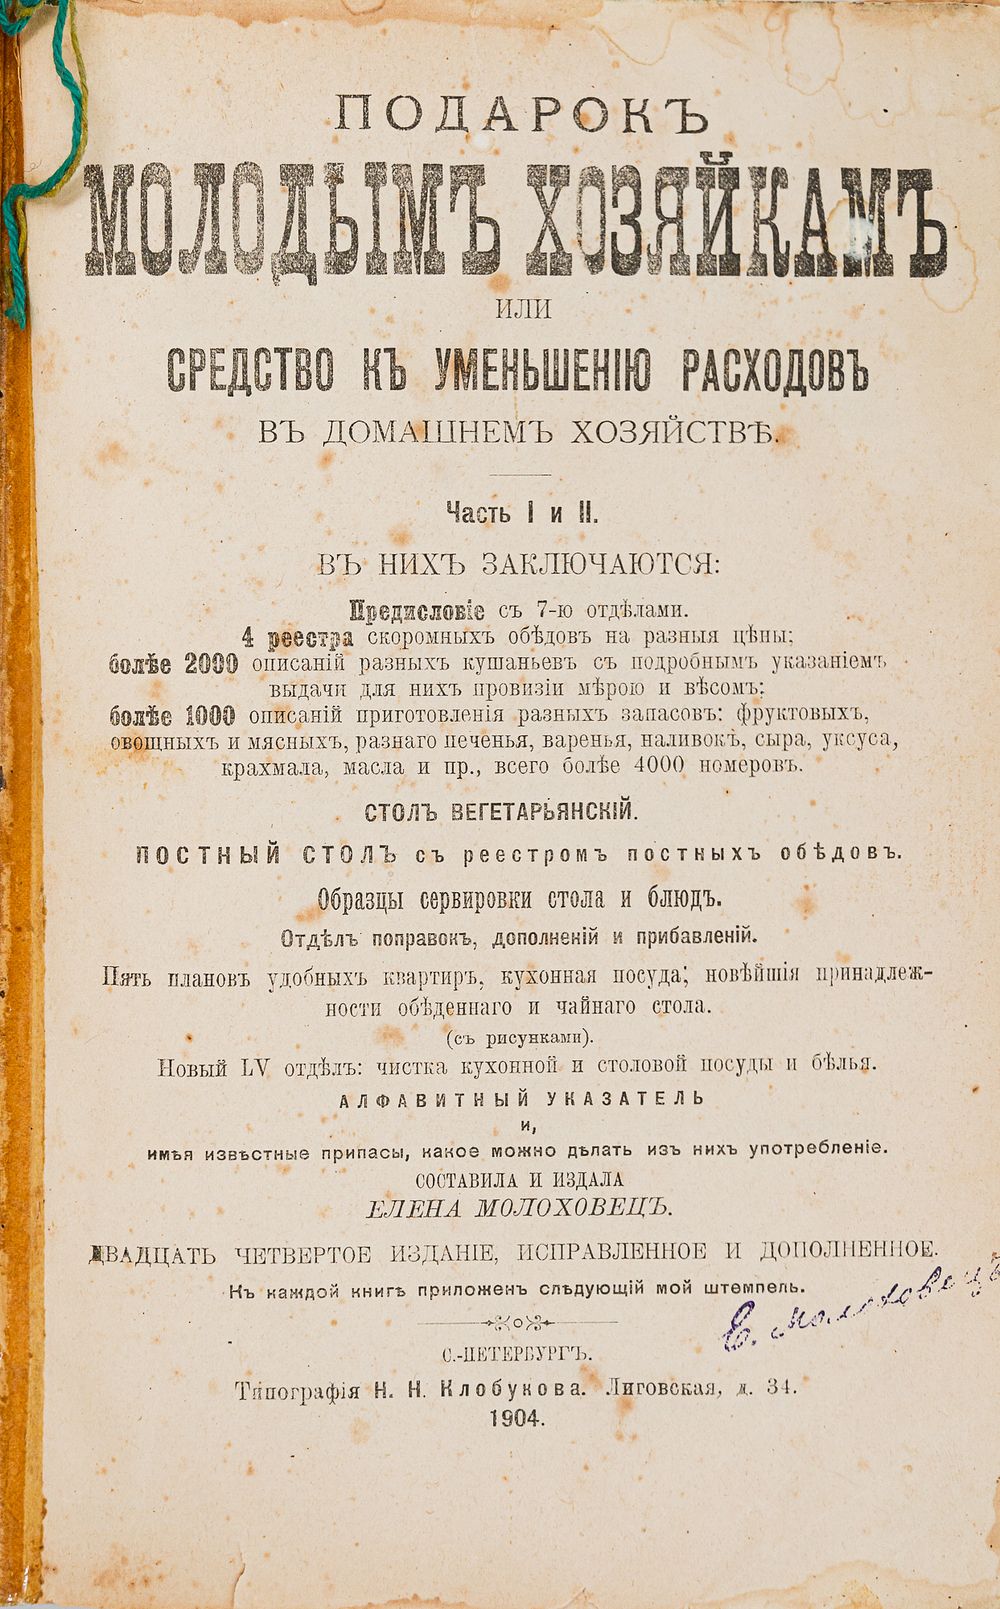 ПОДАРОКЪ
МОЛОДЫМЪ ХОЗЯЙКАМЪ
ИЛИ
СРЕДСТВО КЪ УМЕНЬШЕНІЮ РАСХОДОВЪ
ВЪ ДОМАШНЕМЪ ХОЗЯЙСТВѢ.
Часть I и II.
ВЪ НИХЪ ЗАКЛЮЧАЮТСЯ:
Предисловіе съ 7-ю отдѣлами.
4 реестра скоромныхъ обѣдовъ на разныя цѣны;
болѣе 2000 описаній разныхъ кушаньевъ съ подробнымъ указаніемъ
выдачи для нихъ провизіи мѣрою и вѣсомъ;
болѣе 1000 описаній приготовленія разныхъ запасовъ: фруктовыхъ,
овощныхъ и мясныхъ, разнаго печенья, варенья, наливокъ, сыра, уксуса,
крахмала, масла и пр., всего болѣе 4000 номеровъ.
СТОЛЪ ВЕГЕТАРЬЯНСКІЙ.
ПОСТНЫЙ СТОЛЪ съ реестромъ постныхъ обѣдовъ.
Образцы сервировки стола и блюдъ.
Отдѣлъ поправокъ, дополненій и прибавленій.
Пять плановъ удобныхъ квартиръ, кухонная посуда; новѣйшія принадлеж-
ности обѣденнаго и чайнаго стола.
(съ рисунками).
Новый LV отдѣлъ: чистка кухонной и столовой посуды и бѣлья.
АЛФАВИТНЫЙ УКАЗАТЕЛЬ
и,
имѣя извѣстные припасы, какое можно дѣлать изъ нихъ употребленіе.
СОСТАВИЛА И ИЗДАЛА
ЕЛЕНА МОЛОХОВЕЦЪ.
ДВАДЦАТЬ ЧЕТВЕРТОЕ ИЗДАНІЕ, ИСПРАВЛЕННОЕ И ДОПОЛНЕННОЕ.
Къ каждой книгѣ приложенъ слѣдующій мой штемпель.
Е. Молоховецъ
С.-ПЕТЕРБУРГЪ.
Типографія Н. Н. Клобукова. Лиговская, д. 34.
1904.